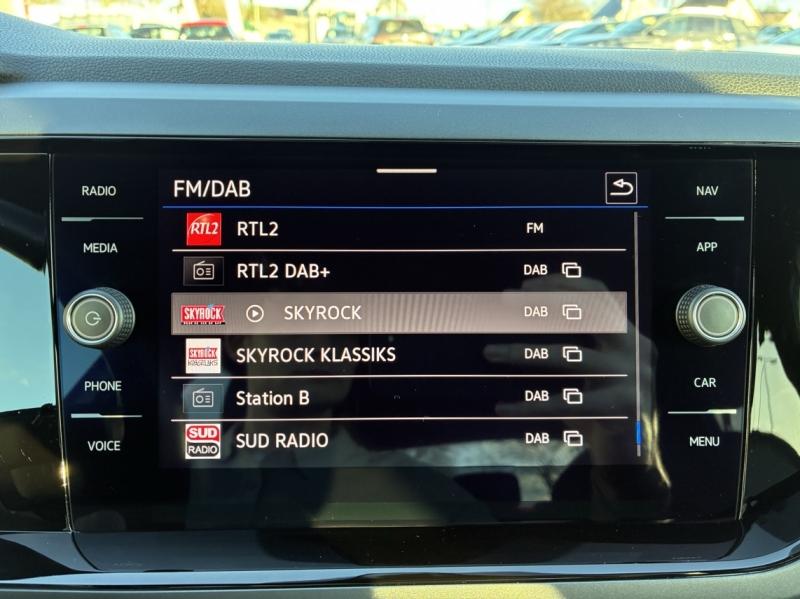 FM/DAB
RADIO
NAV
MEDIA
APP
PHONE
CAR
VOICE
MENU
RTL2 RTL2 FM
RTL2 DAB+ DAB
SKYROCK SKYROCK DAB
SKYROCK KLASSIKS SKYROCK KLASSIKS DAB
Station B DAB
SUD RADIO SUD RADIO DAB